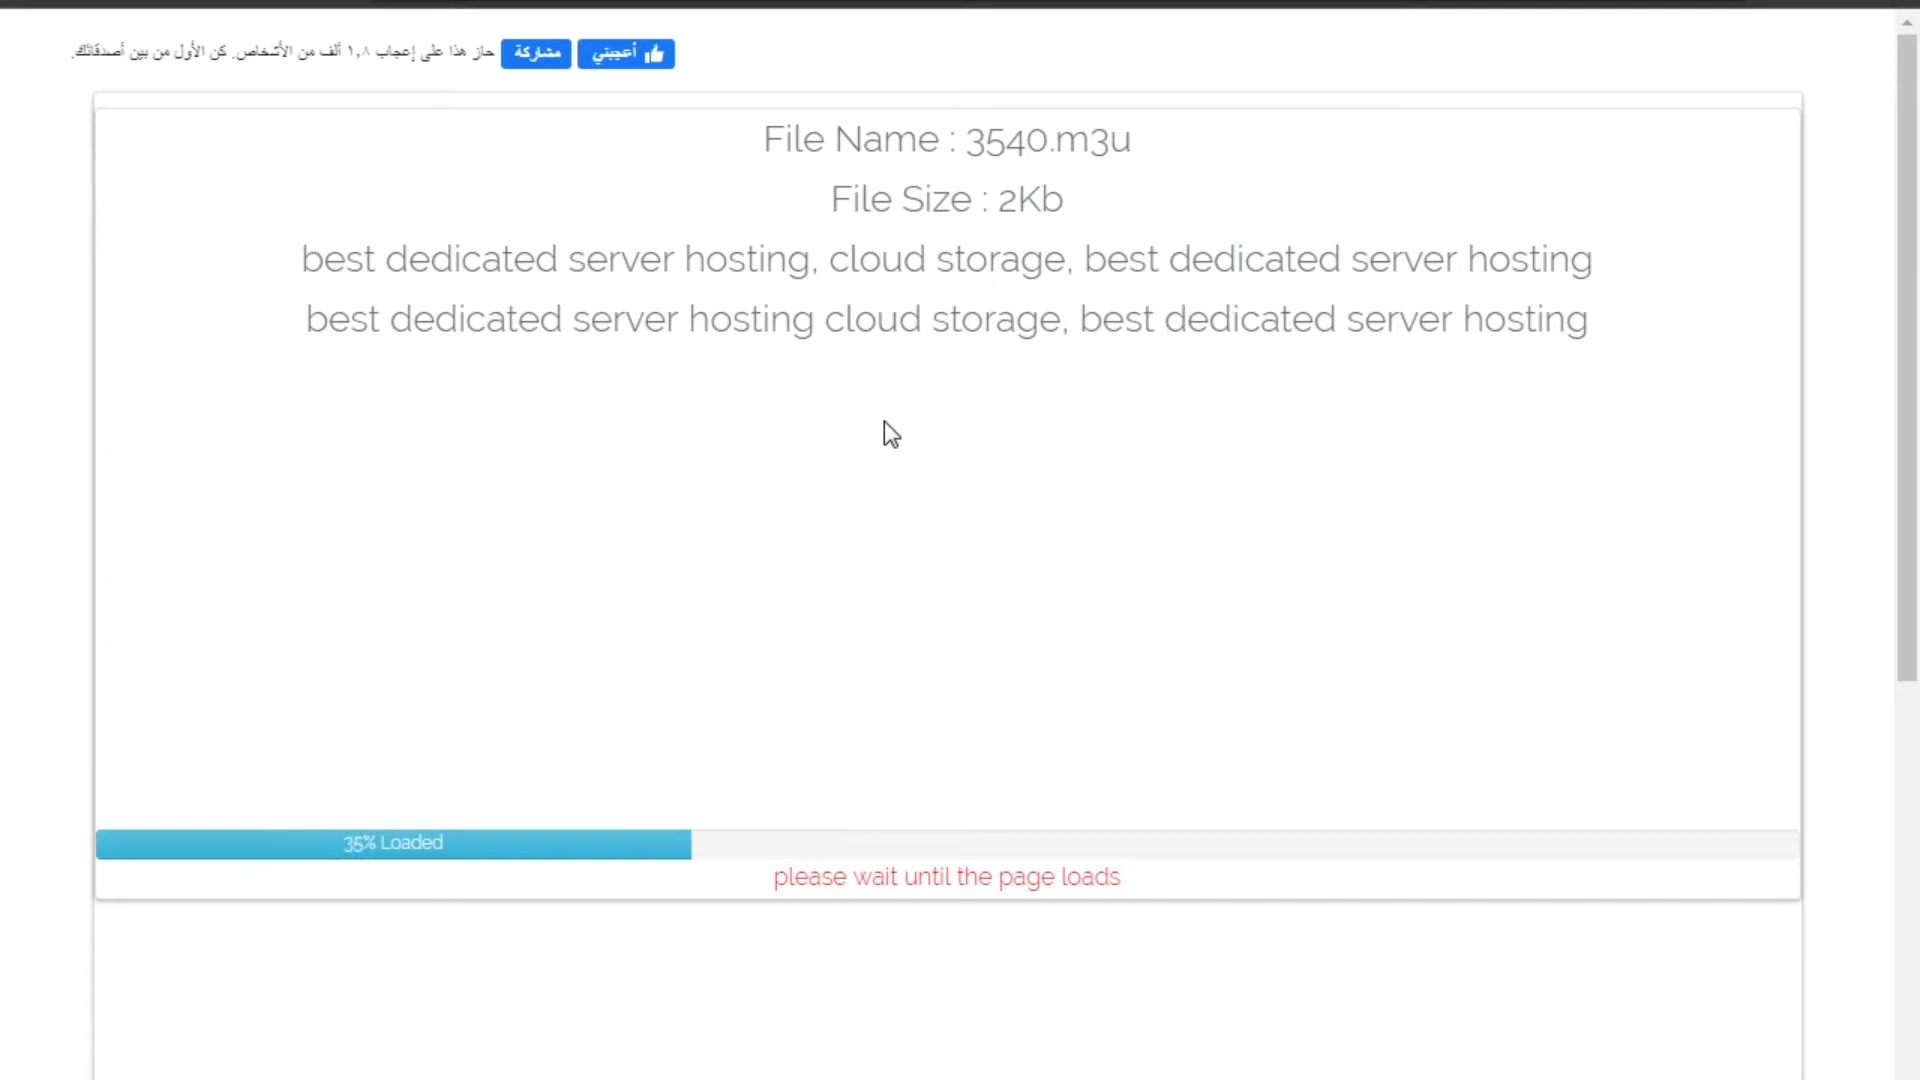 حاز هذا على إعجاب ١٫٨ ألف من الأشخاص. كن الأول من بين أصدقائك. مشاركة أعجبني
File Name : 3540.m3u
File Size : 2Kb
best dedicated server hosting, cloud storage, best dedicated server hosting
best dedicated server hosting cloud storage, best dedicated server hosting
35% Loaded
please wait until the page loads